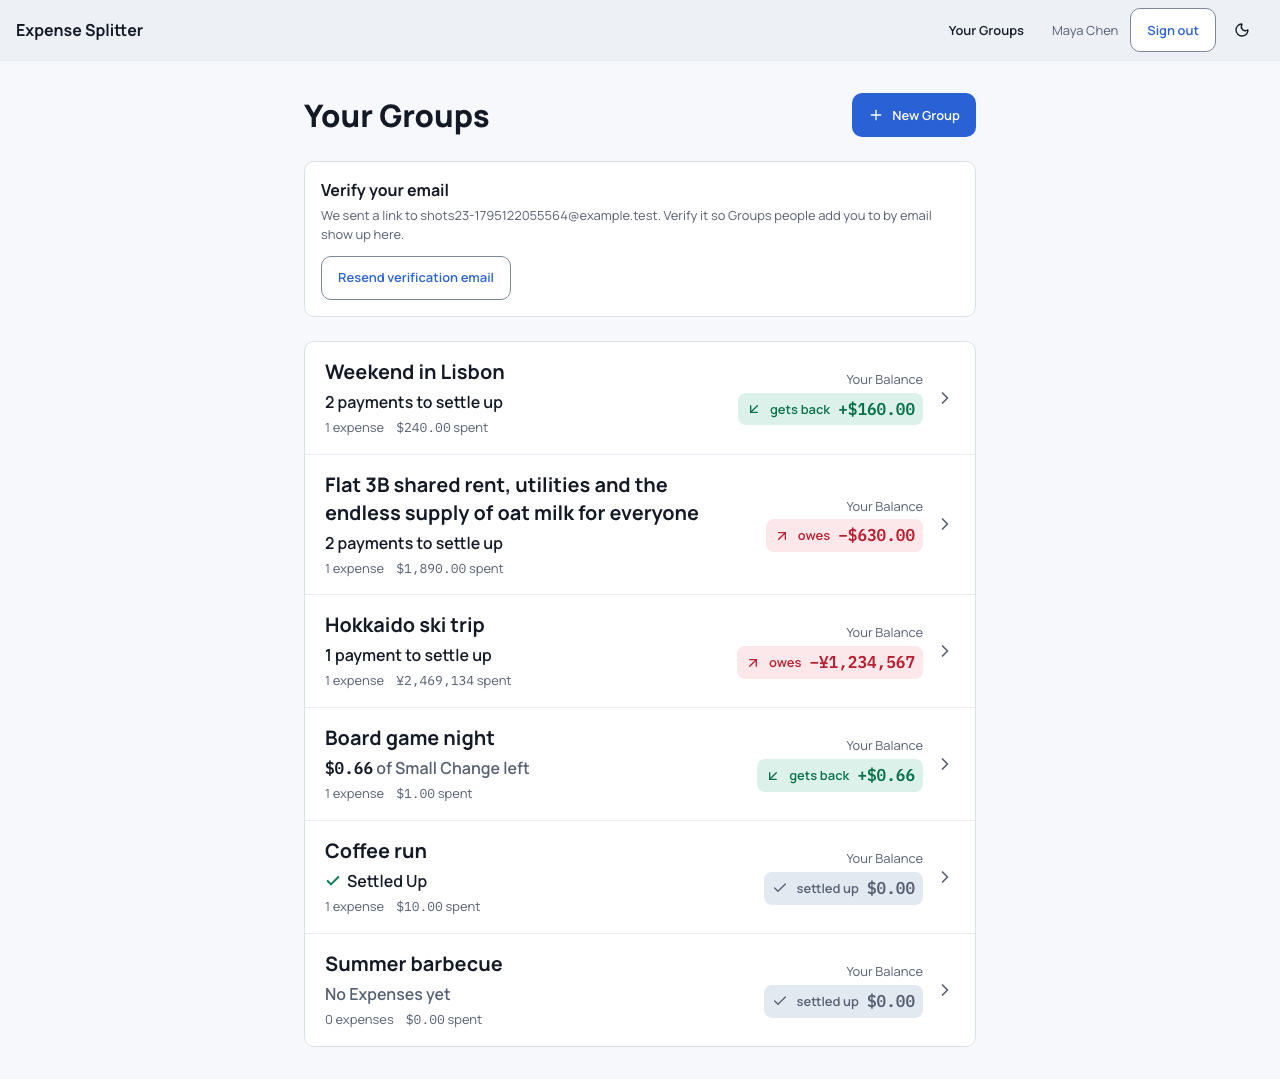 Expense Splitter
Your Groups
Maya Chen
Sign out
Your Groups
New Group
Verify your email
We sent a link to shots23-1795122055564@example.test. Verify it so Groups people add you to by email
show up here.
Resend verification email
Weekend in Lisbon
2 payments to settle up
1 expense $240.00 spent
Your Balance
gets back +$160.00
Flat 3B shared rent, utilities and the
endless supply of oat milk for everyone
2 payments to settle up
1 expense $1,890.00 spent
Your Balance
owes −$630.00
Hokkaido ski trip
1 payment to settle up
1 expense ¥2,469,134 spent
Your Balance
owes −¥1,234,567
Board game night
$0.66 of Small Change left
1 expense $1.00 spent
Your Balance
gets back +$0.66
Coffee run
Settled Up
1 expense $10.00 spent
Your Balance
settled up $0.00
Summer barbecue
No Expenses yet
0 expenses $0.00 spent
Your Balance
settled up $0.00